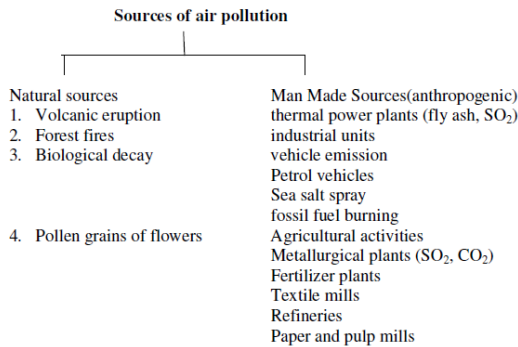 Sources of air pollution
Natural sources
1. Volcanic eruption
2. Forest fires
3. Biological decay
4. Pollen grains of flowers
Man Made Sources(anthropogenic)
thermal power plants (fly ash, SO₂)
industrial units
vehicle emission
Petrol vehicles
Sea salt spray
fossil fuel burning
Agricultural activities
Metallurgical plants (SO₂, CO₂)
Fertilizer plants
Textile mills
Refineries
Paper and pulp mills